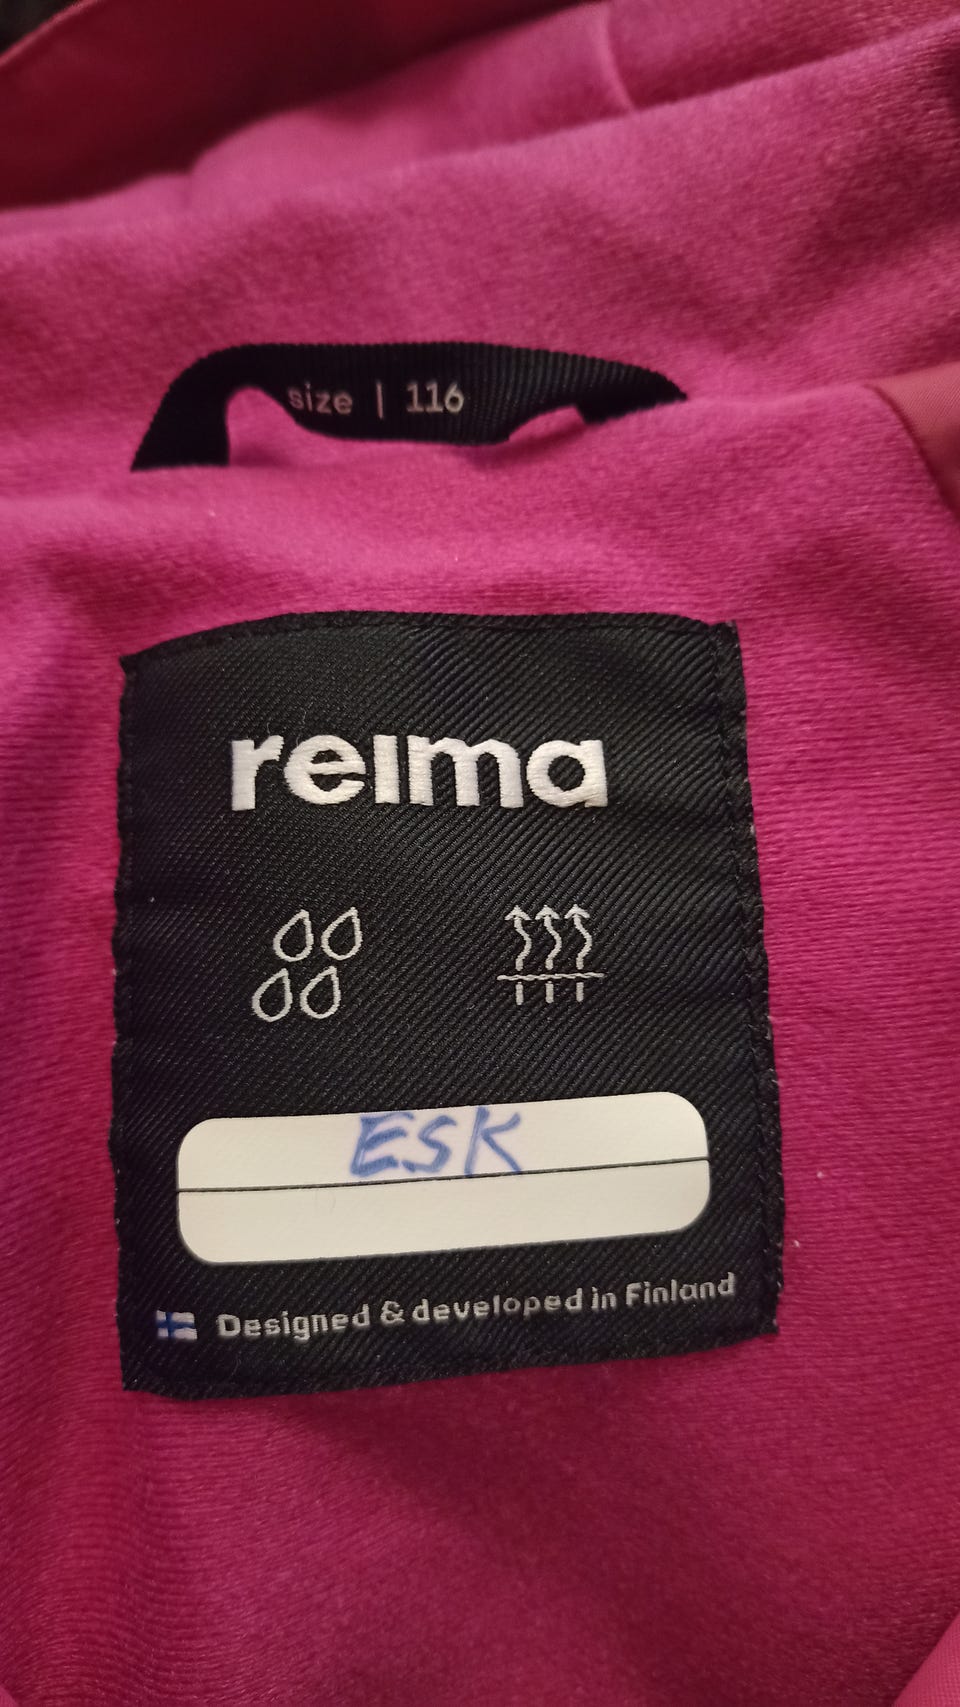 size | 116
reima
ESK
Designed & developed in Finland